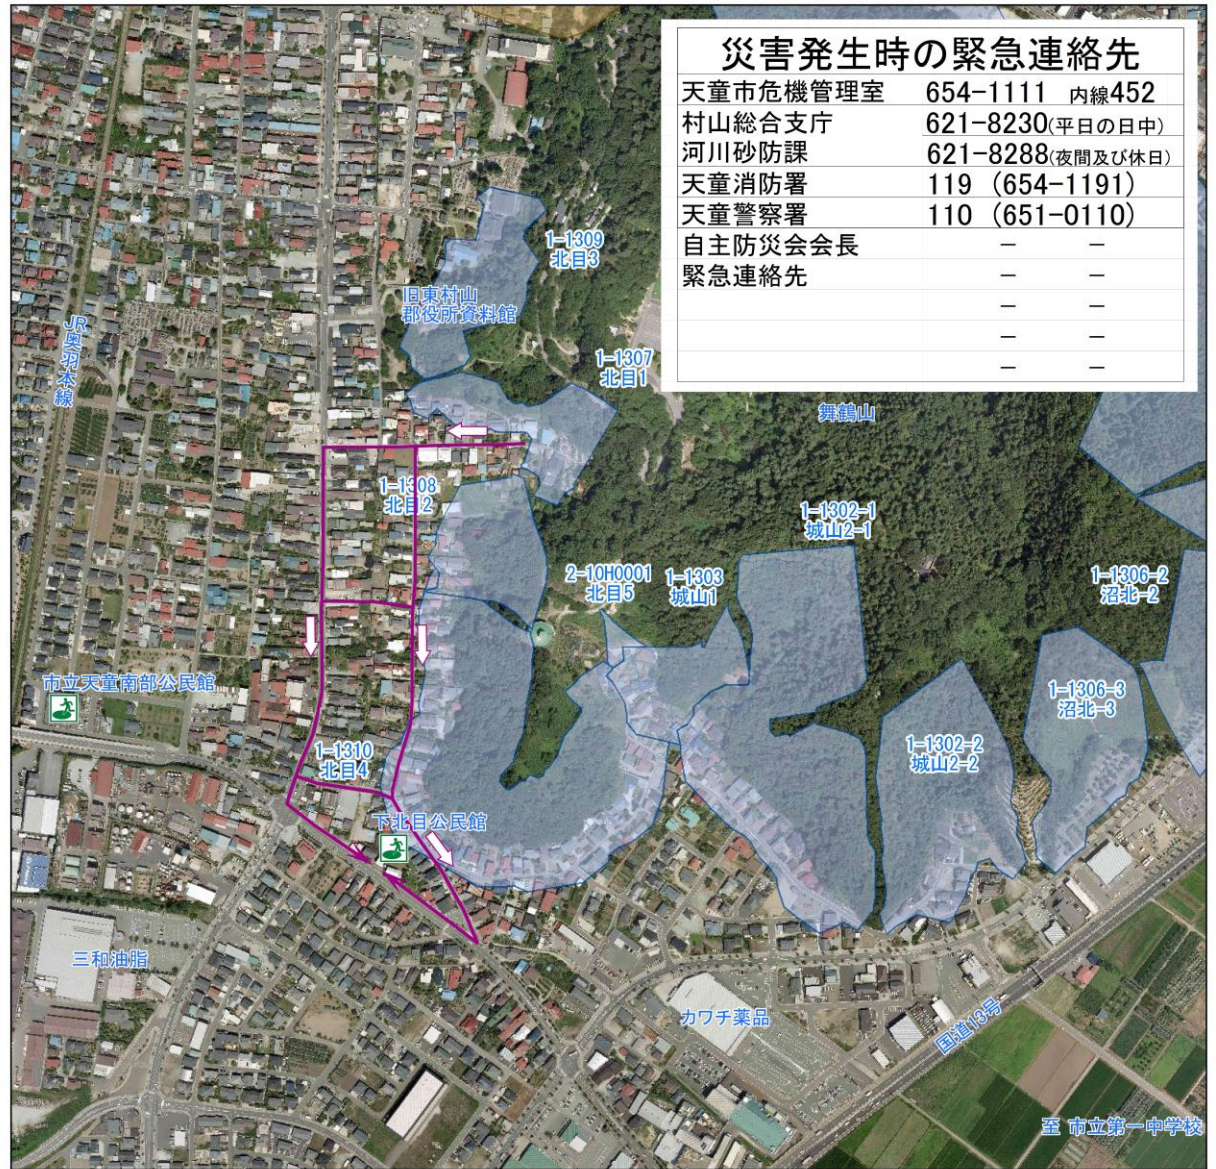 災害発生時の緊急連絡先
天童市危機管理室 654-1111 内線452
村山総合支庁 621-8230(平日の日中)
河川砂防課 621-8288(夜間及び休日)
天童消防署 119 (654-1191)
天童警察署 110 (651-0110)
自主防災会会長 － －
緊急連絡先 － －
－ －
－ －
－ －
1-1309
北目3
旧東村山
郡役所資料館
JR奥羽本線
1-1307
北目1
舞鶴山
1-1308
北目2
1-1302-1
城山2-1
2-10H0001
北目5
1-1303
城山1
1-1306-2
沼北-2
市立天童南部公民館
1-1306-3
沼北-3
1-1310
北目4
1-1302-2
城山2-2
下北目公民館
三和油脂
カワチ薬品
国道13号
至 市立第一中学校